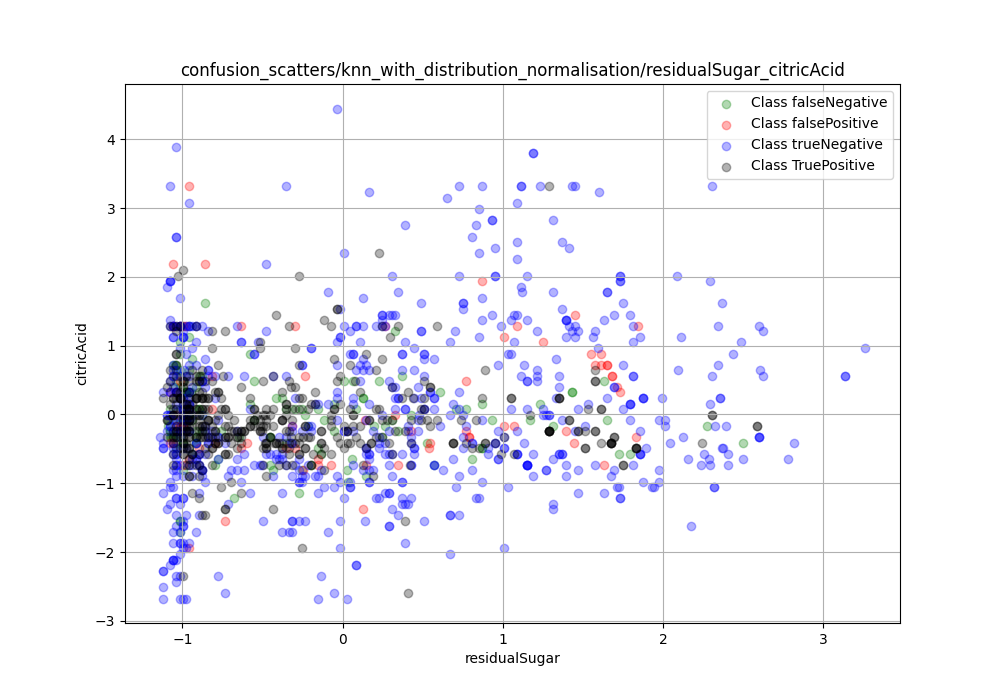 confusion_scatters/knn_with_distribution_normalisation/residualSugar_citricAcid
Class falseNegative
Class falsePositive
Class trueNegative
Class TruePositive
citricAcid
4
3
2
1
0
−1
−2
−3
−1
0
1
2
3
residualSugar